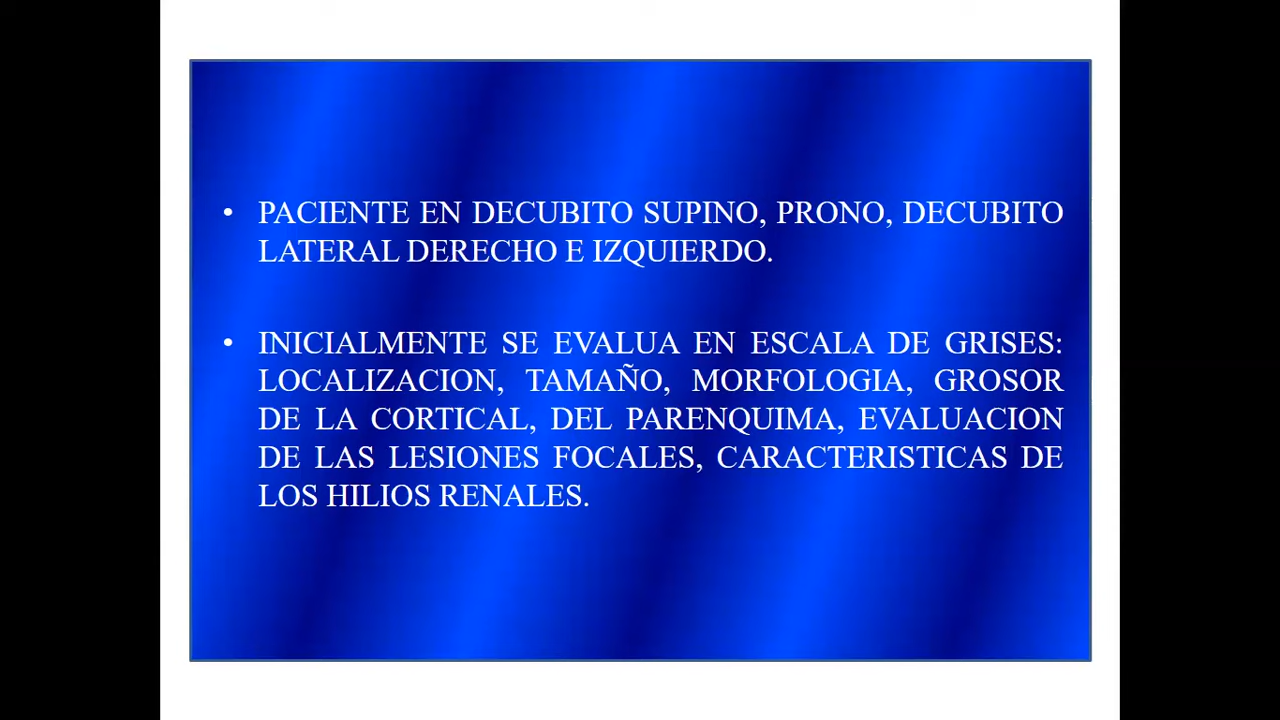 • PACIENTE EN DECUBITO SUPINO, PRONO, DECUBITO
LATERAL DERECHO E IZQUIERDO.
• INICIALMENTE SE EVALUA EN ESCALA DE GRISES:
LOCALIZACION, TAMAÑO, MORFOLOGIA, GROSOR
DE LA CORTICAL, DEL PARENQUIMA, EVALUACION
DE LAS LESIONES FOCALES, CARACTERISTICAS DE
LOS HILIOS RENALES.